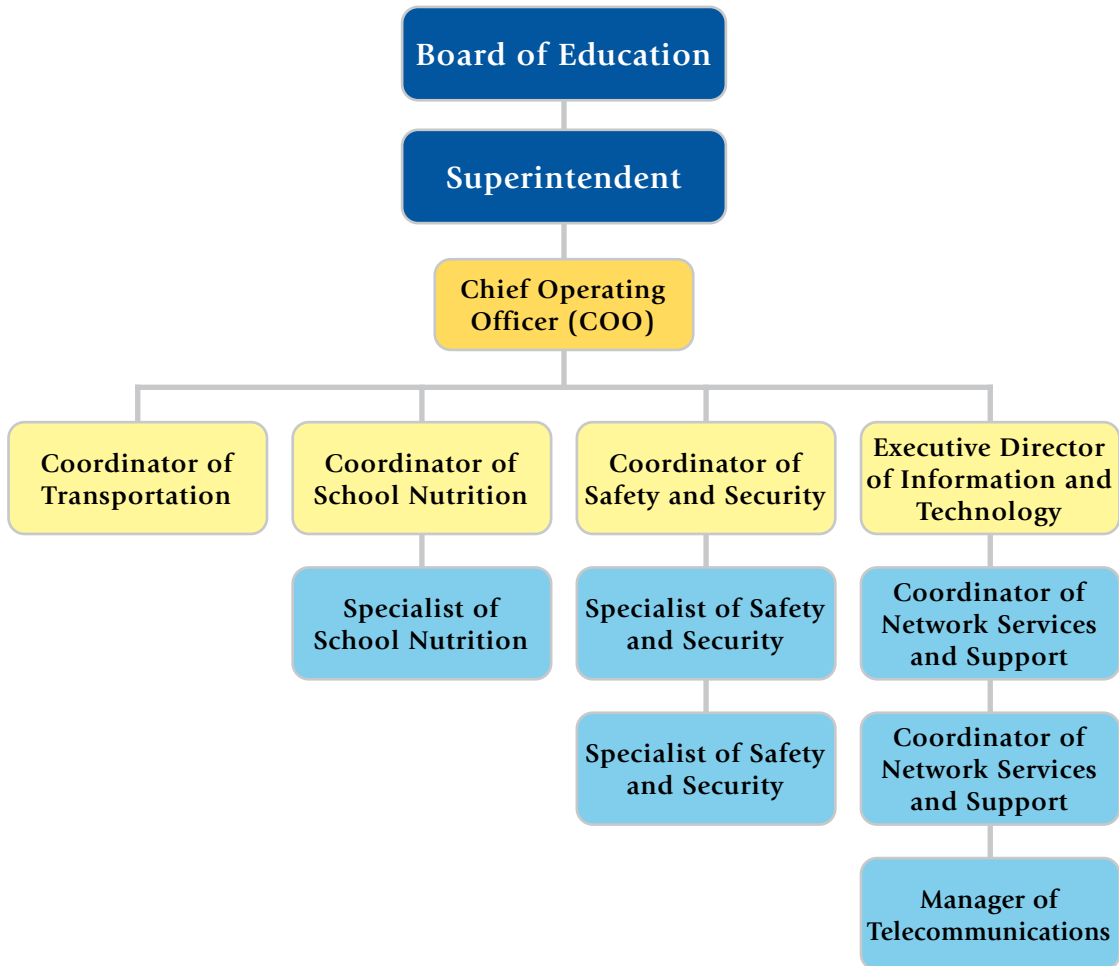 Board of Education
Superintendent
Chief Operating
Officer (COO)
Coordinator of
Transportation
Coordinator of
School Nutrition
Coordinator of
Safety and Security
Executive Director
of Information and
Technology
Specialist of
School Nutrition
Specialist of Safety
and Security
Coordinator of
Network Services
and Support
Specialist of Safety
and Security
Coordinator of
Network Services
and Support
Manager of
Telecommunications